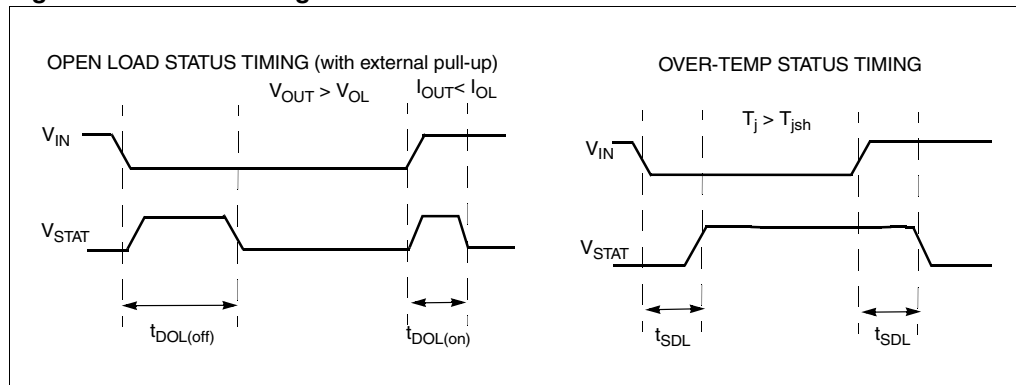 OPEN LOAD STATUS TIMING (with external pull-up)
V_OUT > V_OL
I_OUT < I_OL
V_IN
V_STAT
t_DOL(off)
t_DOL(on)
OVER-TEMP STATUS TIMING
T_j > T_jsh
V_IN
V_STAT
t_SDL
t_SDL